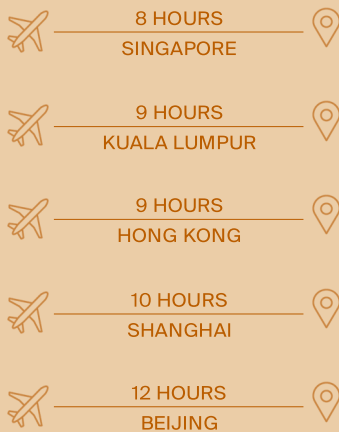 8 HOURS
SINGAPORE
9 HOURS
KUALA LUMPUR
9 HOURS
HONG KONG
10 HOURS
SHANGHAI
12 HOURS
BEIJING